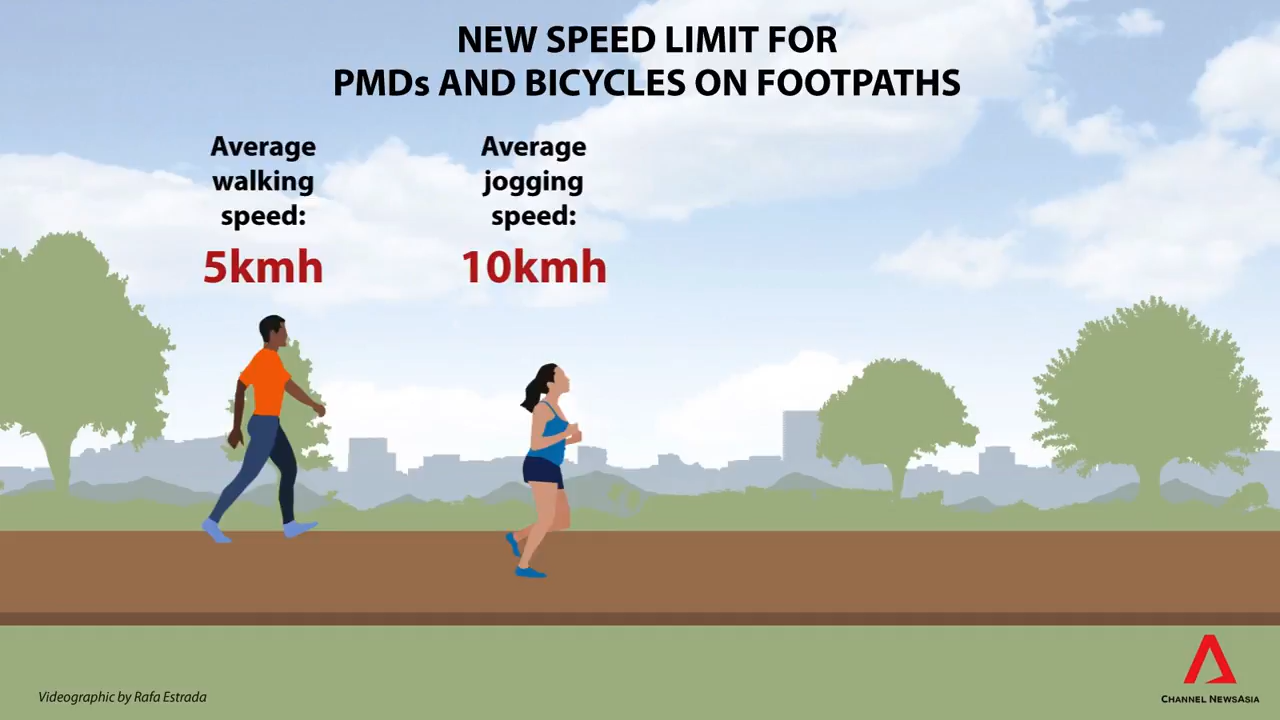 NEW SPEED LIMIT FOR
PMDs AND BICYCLES ON FOOTPATHS
Average
walking
speed:
5kmh
Average
jogging
speed:
10kmh
Videographic by Rafa Estrada
CHANNEL NEWSASIA